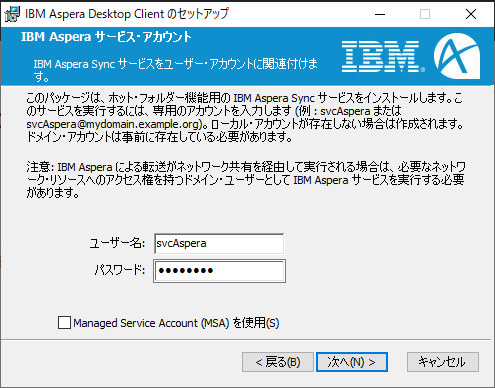 IBM Aspera Desktop Client のセットアップ
IBM Aspera サービス・アカウント
IBM Aspera Sync サービスをユーザー・アカウントに関連付けま
す。
IBM
このパッケージは、ホット・フォルダー機能用の IBM Aspera Sync サービスをインストールします。こ
のサービスを実行するには、専用のアカウントを入力します (例 : svcAspera または
svcAspera@mydomain.example.org)。ローカル・アカウントが存在しない場合は作成されます。
ドメイン・アカウントは事前に存在している必要があります。
注意: IBM Aspera による転送がネットワーク共有を経由して実行される場合は、必要なネットワ
ーク・リソースへのアクセス権を持つドメイン・ユーザーとして IBM Aspera サービスを実行する必要
があります。
ユーザー名: svcAspera
パスワード: ●●●●●●●●
Managed Service Account (MSA) を使用(S)
< 戻る(B) 次へ(N) > キャンセル